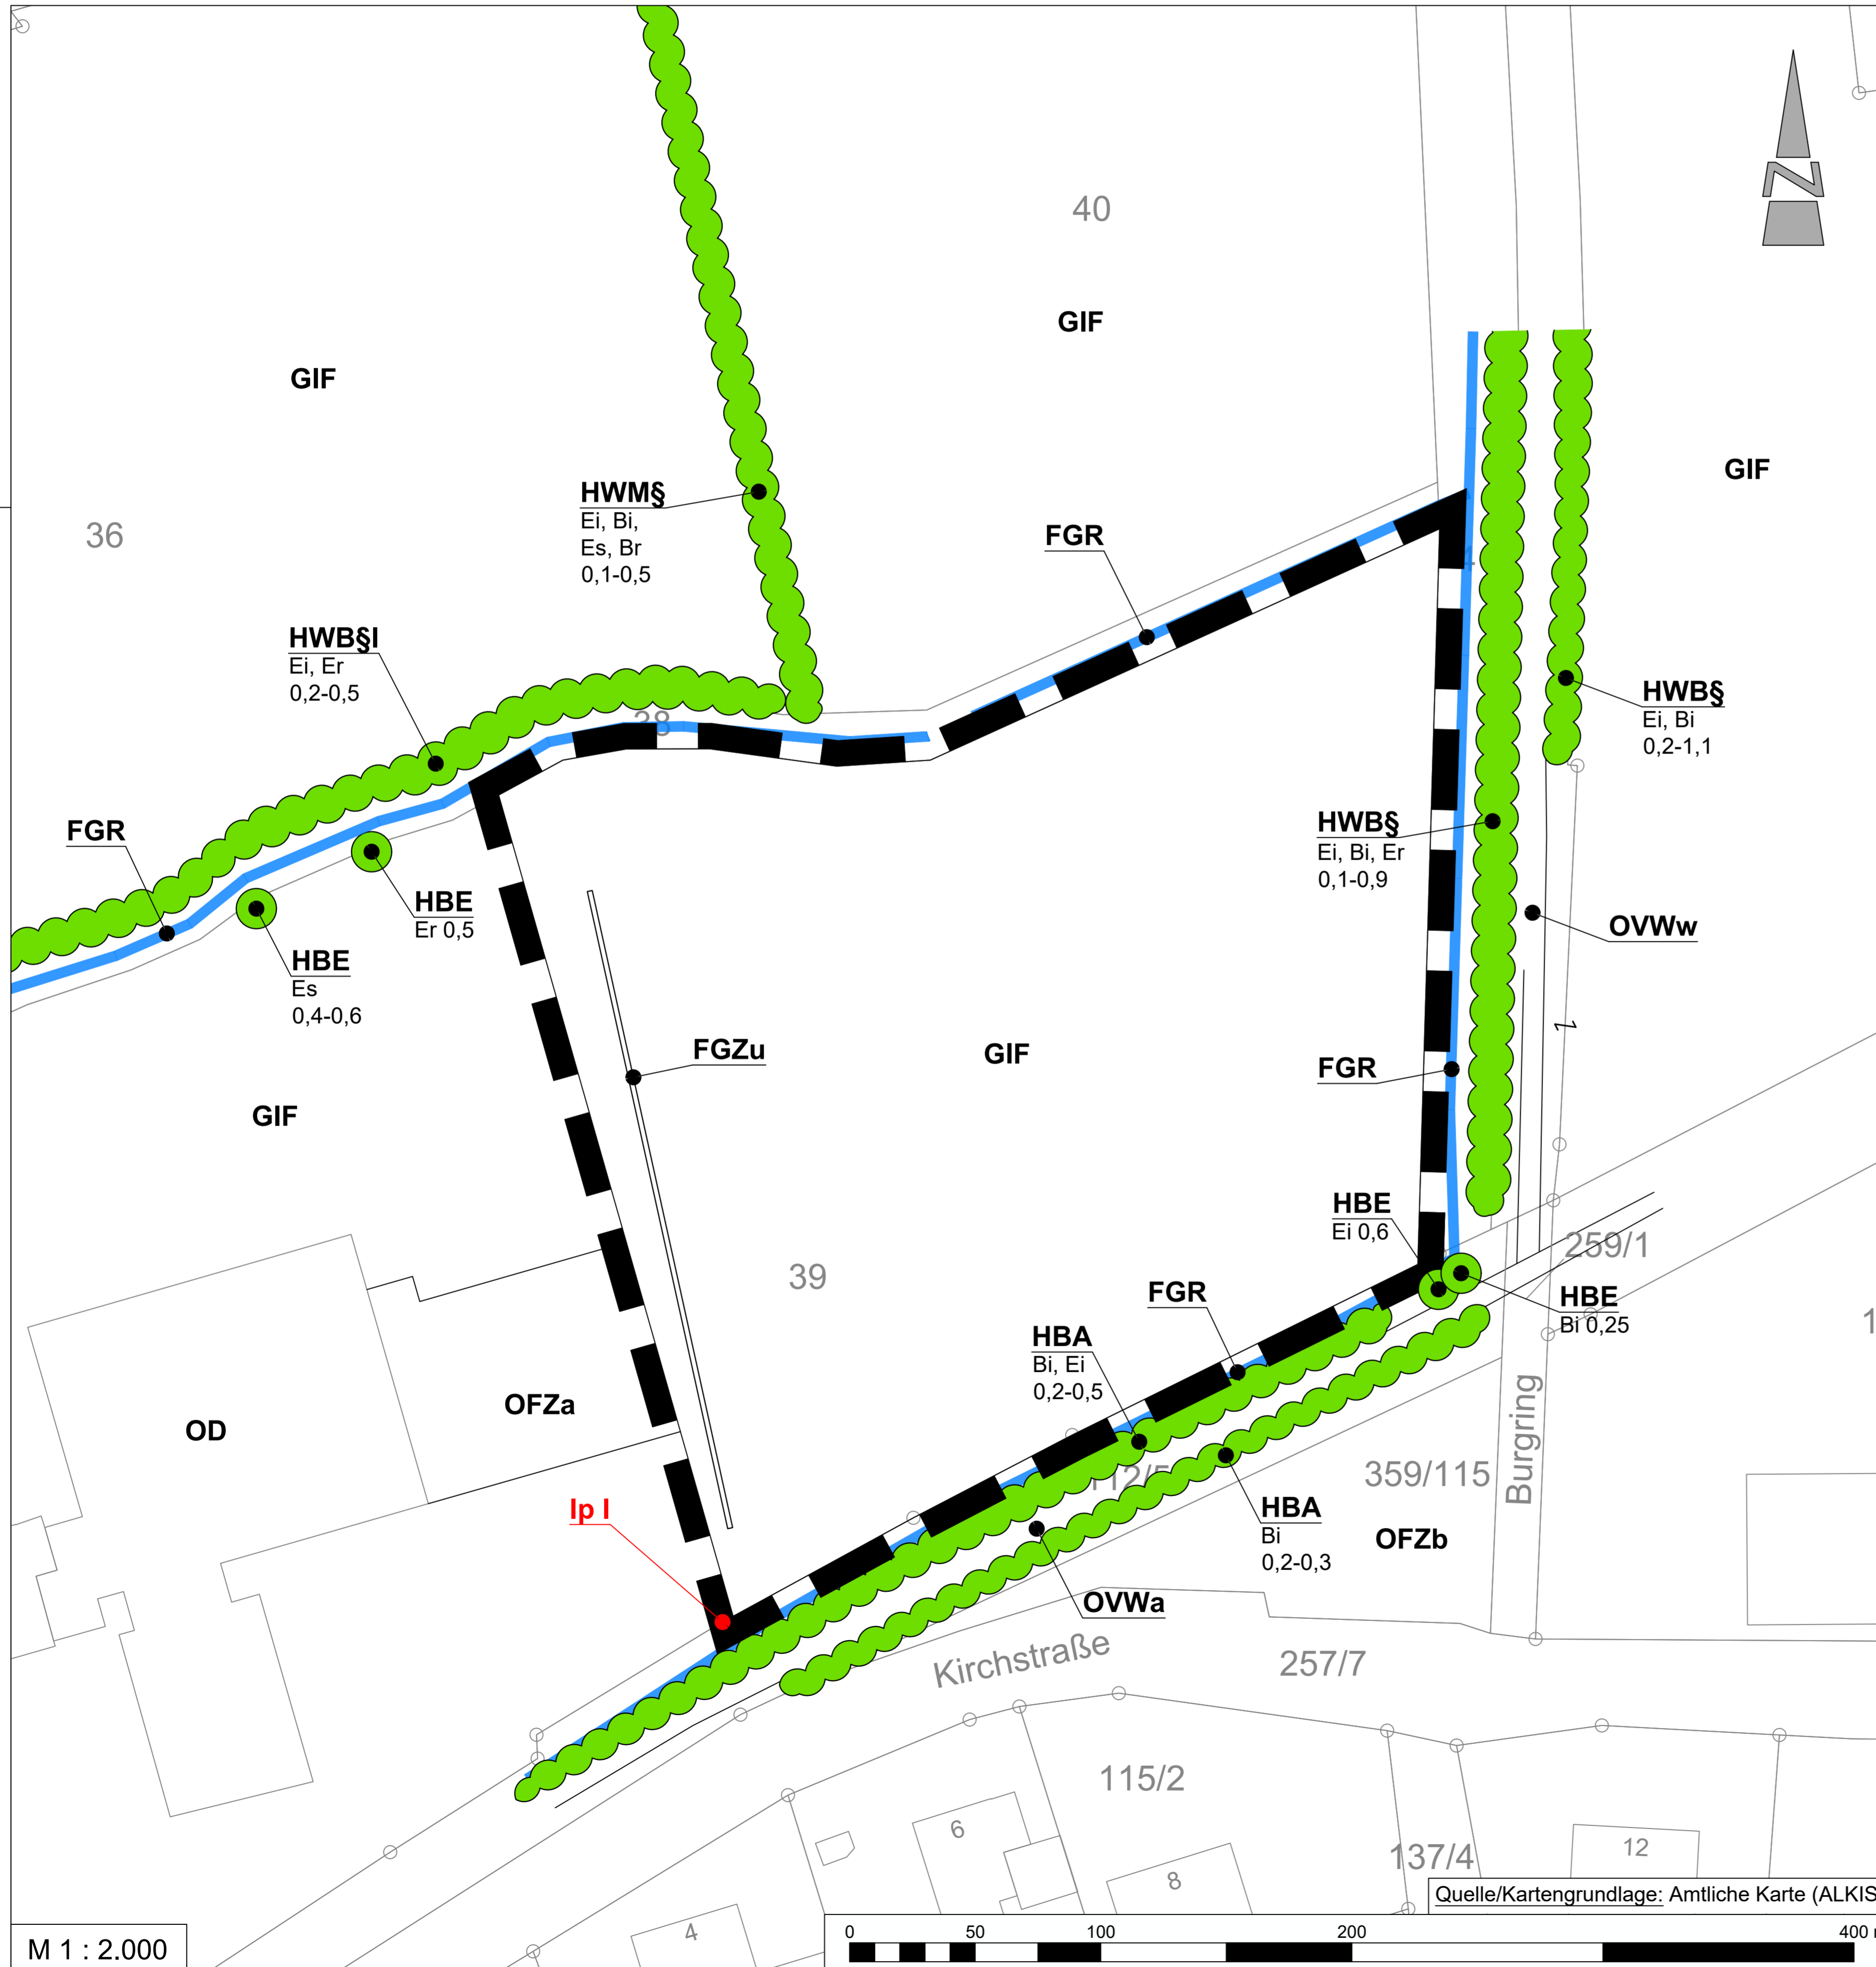 40
GIF
GIF
N
36
HWM§
Ei, Bi,
Es, Br
0,1-0,5
FGR
GIF
HWB§l
Ei, Er
0,2-0,5
38
HWB§
Ei, Bi
0,2-1,1
FGR
HWB§
Ei, Bi, Er
0,1-0,9
HBE
Er 0,5
OVWw
HBE
Es
0,4-0,6
FGZu
GIF
FGR
GIF
HBE
Ei 0,6
39
259/1
FGR
HBE
Bi 0,25
HBA
Bi, Ei
0,2-0,5
OD
OFZa
Burgring
359/115
Ip I
HBA
Bi
0,2-0,3
OFZb
OVWa
Kirchstraße
257/7
115/2
6
137/4
12
8
Quelle/Kartengrundlage: Amtliche Karte (ALKIS
4
M 1 : 2.000
0 50 100 200 400